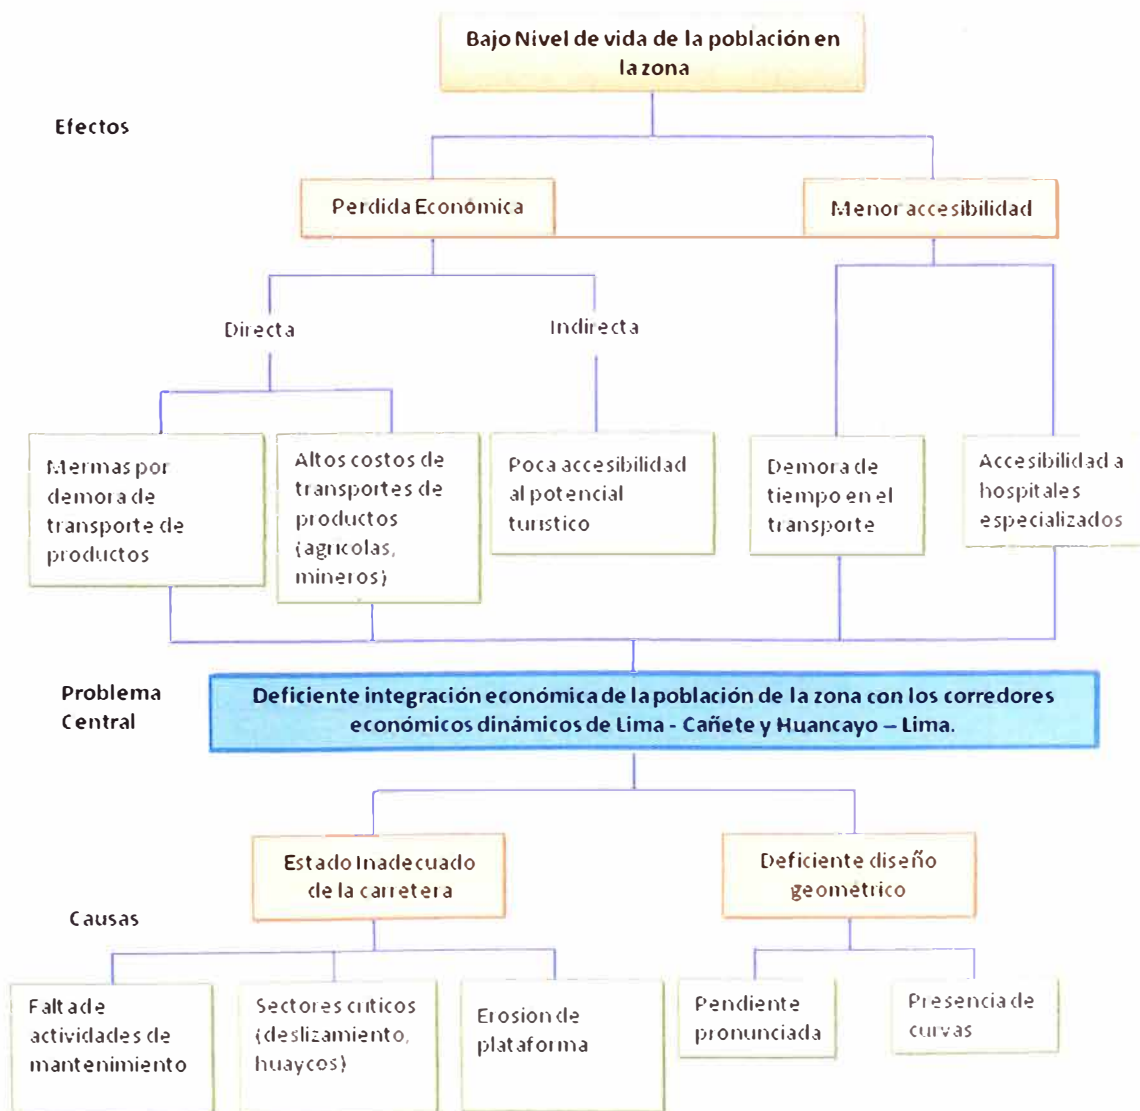 Bajo Nivel de vida de la población en
la zona
Efectos
Perdida Económica
Menor accesibilidad
Directa
Indirecta
Mermas por
demora de
transporte de
productos
Altos costos de
transportes de
productos
(agricolas,
mineros)
Poca accesibilidad
al potencial
turistico
Demora de
tiempo en el
transporte
Accesibilidad a
hospitales
especializados
Problema
Central
Deficiente integración económica de la población de la zona con los corredores
económicos dinámicos de Lima - Cañete y Huancayo – Lima.
Estado Inadecuado
de la carretera
Deficiente diseño
geométrico
Causas
Falta de
actividades de
mantenimiento
Sectores criticos
(deslizamiento,
huaycos)
Erosion de
plataforma
Pendiente
pronunciada
Presencia de
curvas